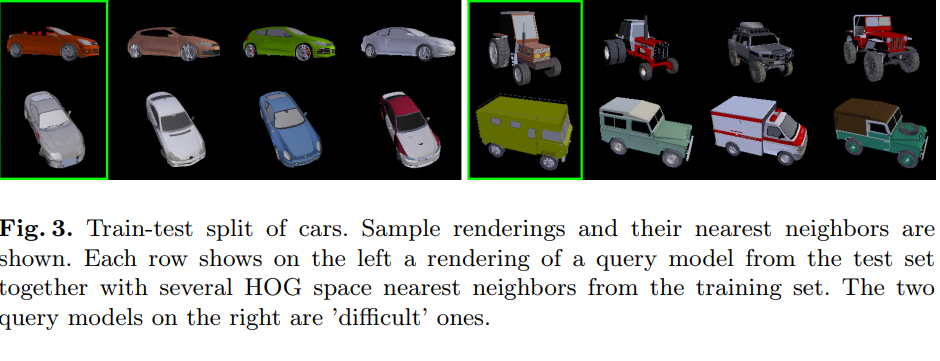 Fig. 3. Train-test split of cars. Sample renderings and their nearest neighbors are
shown. Each row shows on the left a rendering of a query model from the test set
together with several HOG space nearest neighbors from the training set. The two
query models on the right are ’difficult’ ones.